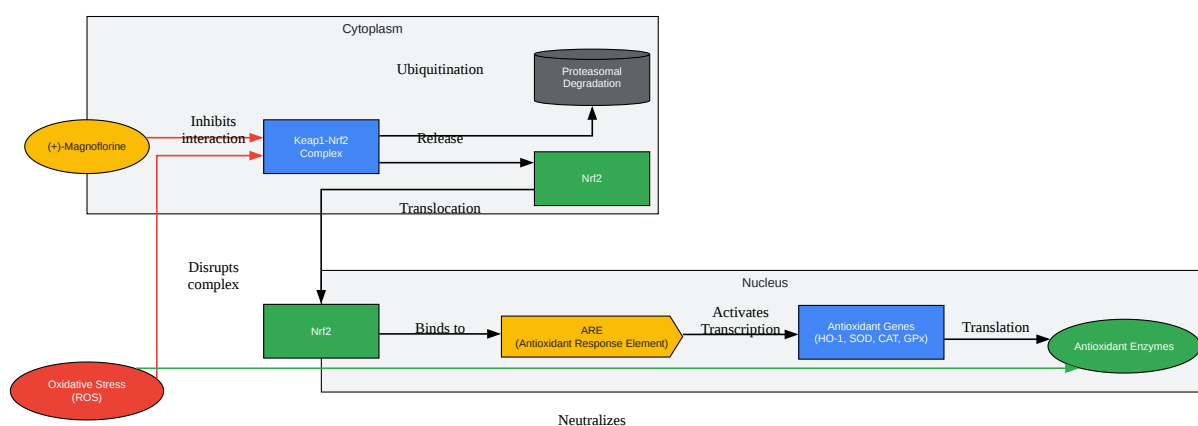 Cytoplasm
Ubiquitination
Proteasomal
Degradation
Inhibits
interaction
(+)-Magnoflorine
Keap1-Nrf2
Complex
Release
Nrf2
Translocation
Disrupts
complex
Nucleus
Nrf2
Binds to
ARE
(Antioxidant Response Element)
Activates
Transcription
Antioxidant Genes
(HO-1, SOD, CAT, GPx)
Translation
Antioxidant Enzymes
Oxidative Stress
(ROS)
Neutralizes